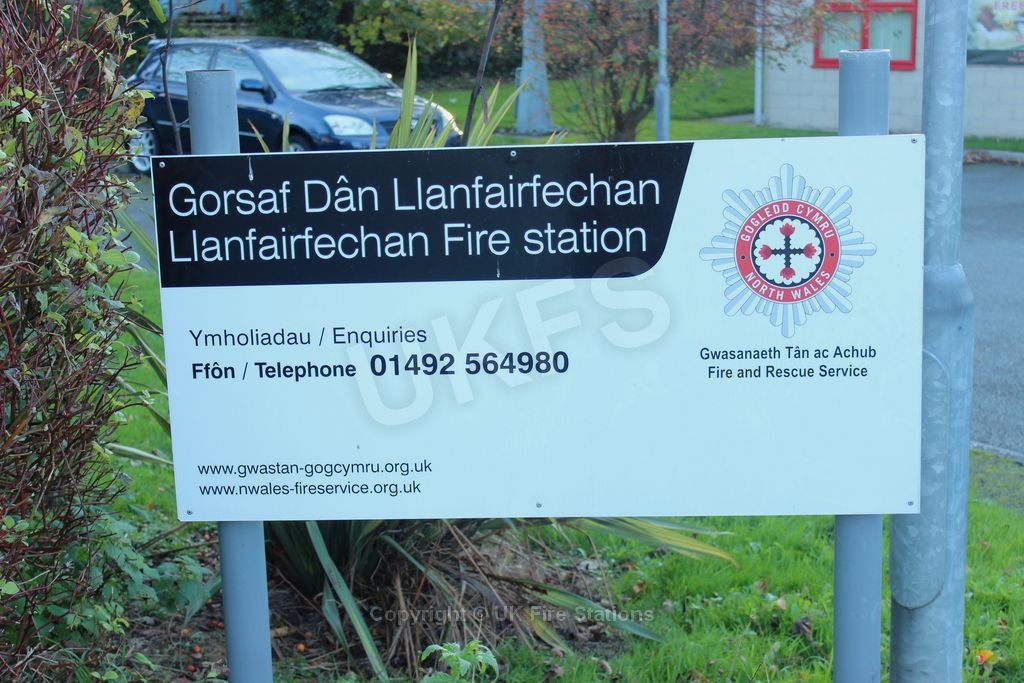 Gorsaf Dân Llanfairfechan
Llanfairfechan Fire station
GOGLEDD CYMRU
NORTH WALES
Gwasanaeth Tân ac Achub
Fire and Rescue Service
Ymholiadau / Enquiries
Ffôn / Telephone 01492 564980
www.gwastan-gogcymru.org.uk
www.nwales-fireservice.org.uk
UKFS
Copyright © UK Fire Stations